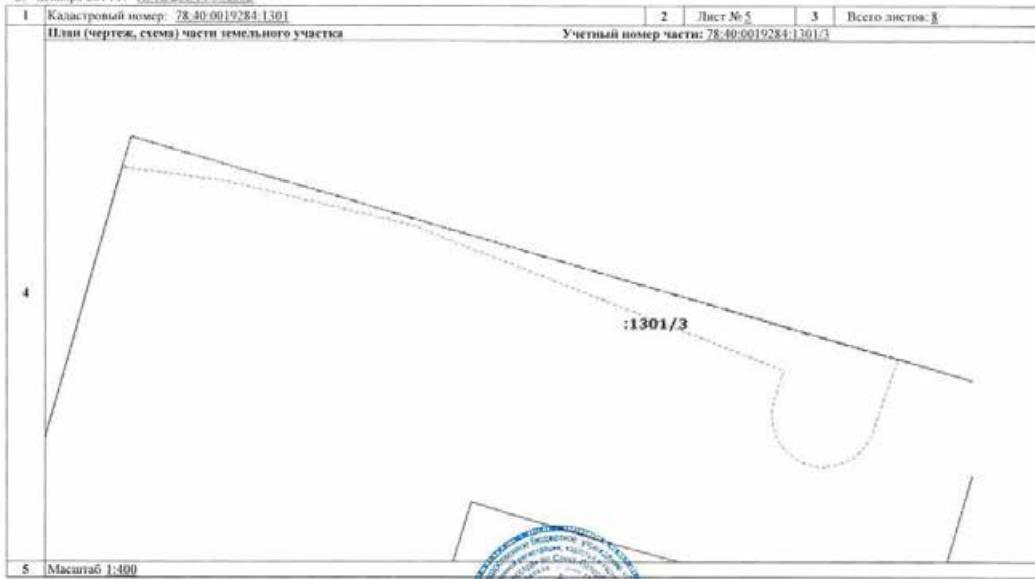 1 Кадастровый номер: 78:40:0019284:1301 2 Лист № 5 3 Всего листов: 8
План (чертеж, схема) части земельного участка Учетный номер части: 78:40:0019284:1301/3
4
:1301/3
5 Масштаб 1:400